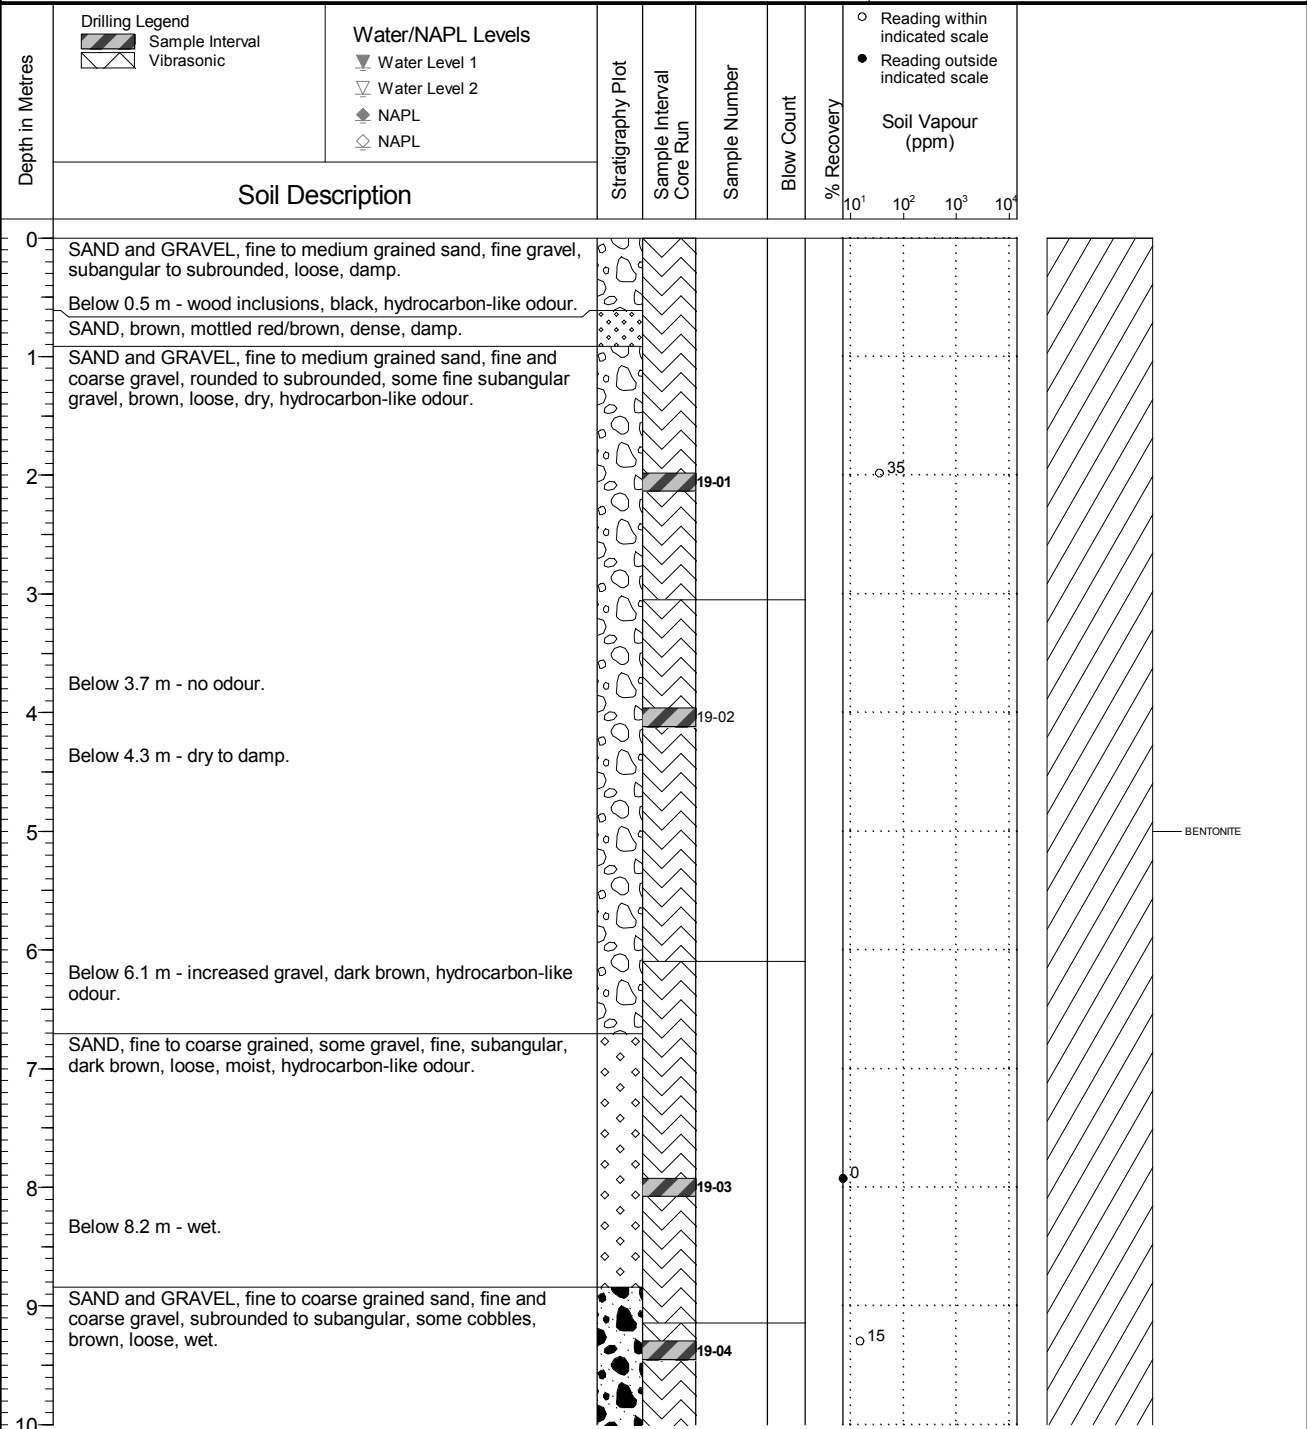 Drilling Legend
Sample Interval
Vibrasonic
Water/NAPL Levels
Water Level 1
Water Level 2
NAPL
NAPL
Depth in Metres
Soil Description
Stratigraphy Plot
Sample Interval
Core Run
Sample Number
Blow Count
% Recovery
Reading within
indicated scale
Reading outside
indicated scale
Soil Vapour
(ppm)
10¹ 10² 10³ 10⁴
0
SAND and GRAVEL, fine to medium grained sand, fine gravel,
subangular to subrounded, loose, damp.
Below 0.5 m - wood inclusions, black, hydrocarbon-like odour.
SAND, brown, mottled red/brown, dense, damp.
1
SAND and GRAVEL, fine to medium grained sand, fine and
coarse gravel, rounded to subrounded, some fine subangular
gravel, brown, loose, dry, hydrocarbon-like odour.
2
19-01
35
3
Below 3.7 m - no odour.
4
19-02
Below 4.3 m - dry to damp.
5
BENTONITE
6
Below 6.1 m - increased gravel, dark brown, hydrocarbon-like
odour.
SAND, fine to coarse grained, some gravel, fine, subangular,
dark brown, loose, moist, hydrocarbon-like odour.
7
0
8
19-03
Below 8.2 m - wet.
9
SAND and GRAVEL, fine to coarse grained sand, fine and
coarse gravel, subrounded to subangular, some cobbles,
brown, loose, wet.
15
19-04
10